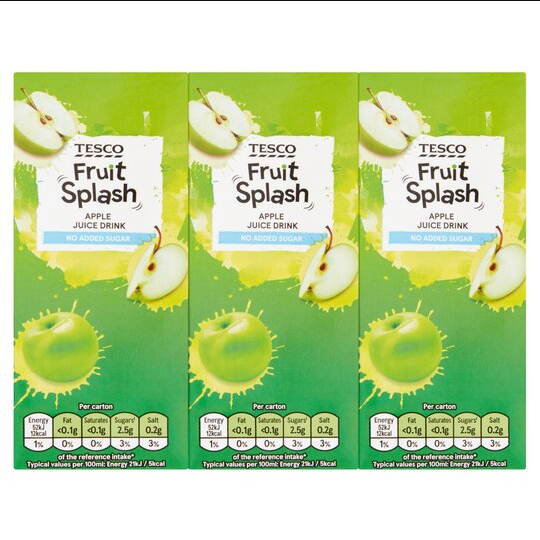 TESCO
Fruit
Splash
APPLE
JUICE DRINK
NO ADDED SUGAR
Per carton
Energy 52kJ 12kcal 1%
Fat <0.1g 0%
Saturates <0.1g 0%
Sugars 2.5g 3%
Salt 0.2g 3%
of the reference intake*
Typical values per 100ml: Energy 21kJ / 5kcal
TESCO
Fruit
Splash
APPLE
JUICE DRINK
NO ADDED SUGAR
Per carton
Energy 52kJ 12kcal 1%
Fat <0.1g 0%
Saturates <0.1g 0%
Sugars 2.5g 3%
Salt 0.2g 3%
of the reference intake*
Typical values per 100ml: Energy 21kJ / 5kcal
TESCO
Fruit
Splash
APPLE
JUICE DRINK
NO ADDED SUGAR
Per carton
Energy 52kJ 12kcal 1%
Fat <0.1g 0%
Saturates <0.1g 0%
Sugars 2.5g 3%
Salt 0.2g 3%
of the reference intake*
Typical values per 100ml: Energy 21kJ / 5kcal